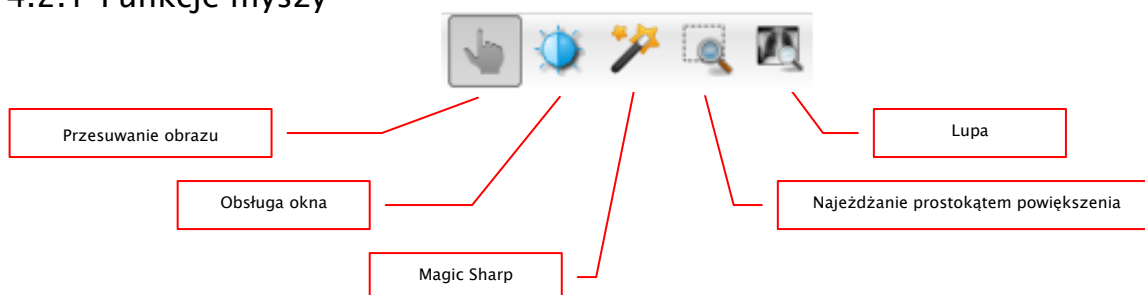 4.2.1 Funkcje myszy
Przesuwanie obrazu
Lupa
Obsługa okna
Najeżdżanie prostokątem powiększenia
Magic Sharp